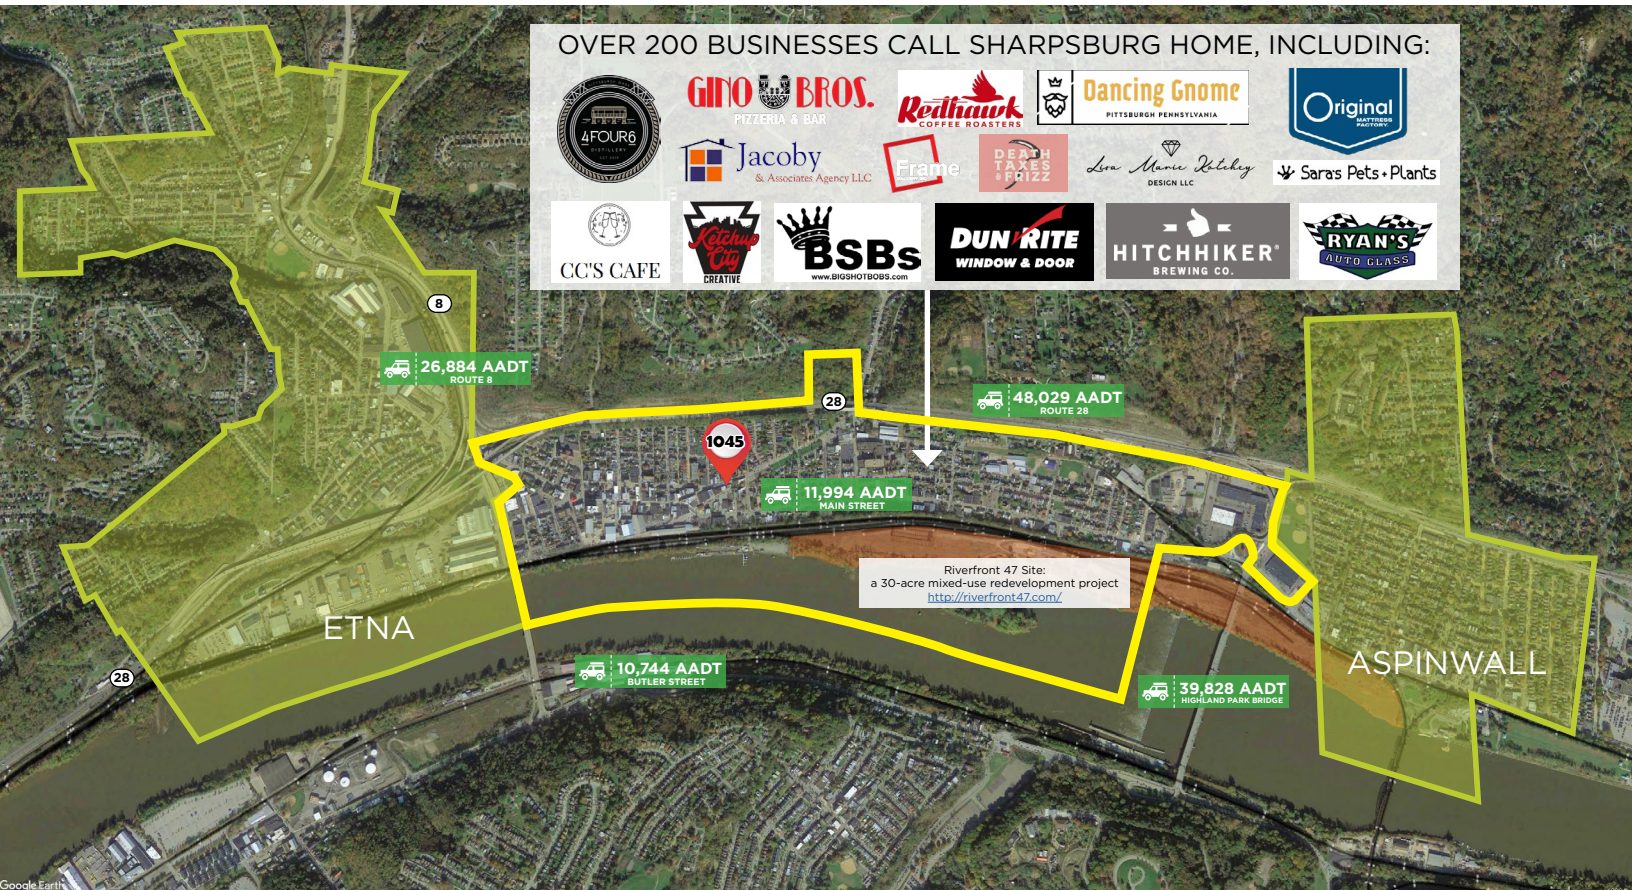 OVER 200 BUSINESSES CALL SHARPSBURG HOME, INCLUDING:
4FOUR6
DISTILLERY
GINO BROS.
PIZZERIA & BAR
Redhawk
COFFEE ROASTERS
Dancing Gnome
PITTSBURGH PENNSYLVANIA
Original
MATTRESS
FACTORY.
Jacoby
& Associates Agency LLC
Frame
DEATH
TAXES
& FRIZZ
Lisa Marie Kotchey
DESIGN LLC
Sara's Pets + Plants
CC'S CAFE
Ketchup
City
CREATIVE
BSBs
www.BIGSHOTBOBS.com
DUN RITE
WINDOW & DOOR
HITCHHIKER®
BREWING CO.
RYAN'S
AUTO GLASS
8
26,884 AADT
ROUTE 8
28
48,029 AADT
ROUTE 28
1045
11,994 AADT
MAIN STREET
Riverfront 47 Site:
a 30-acre mixed-use redevelopment project
http://riverfront47.com/
ETNA
ASPINWALL
28
10,744 AADT
BUTLER STREET
39,828 AADT
HIGHLAND PARK BRIDGE
Google Earth